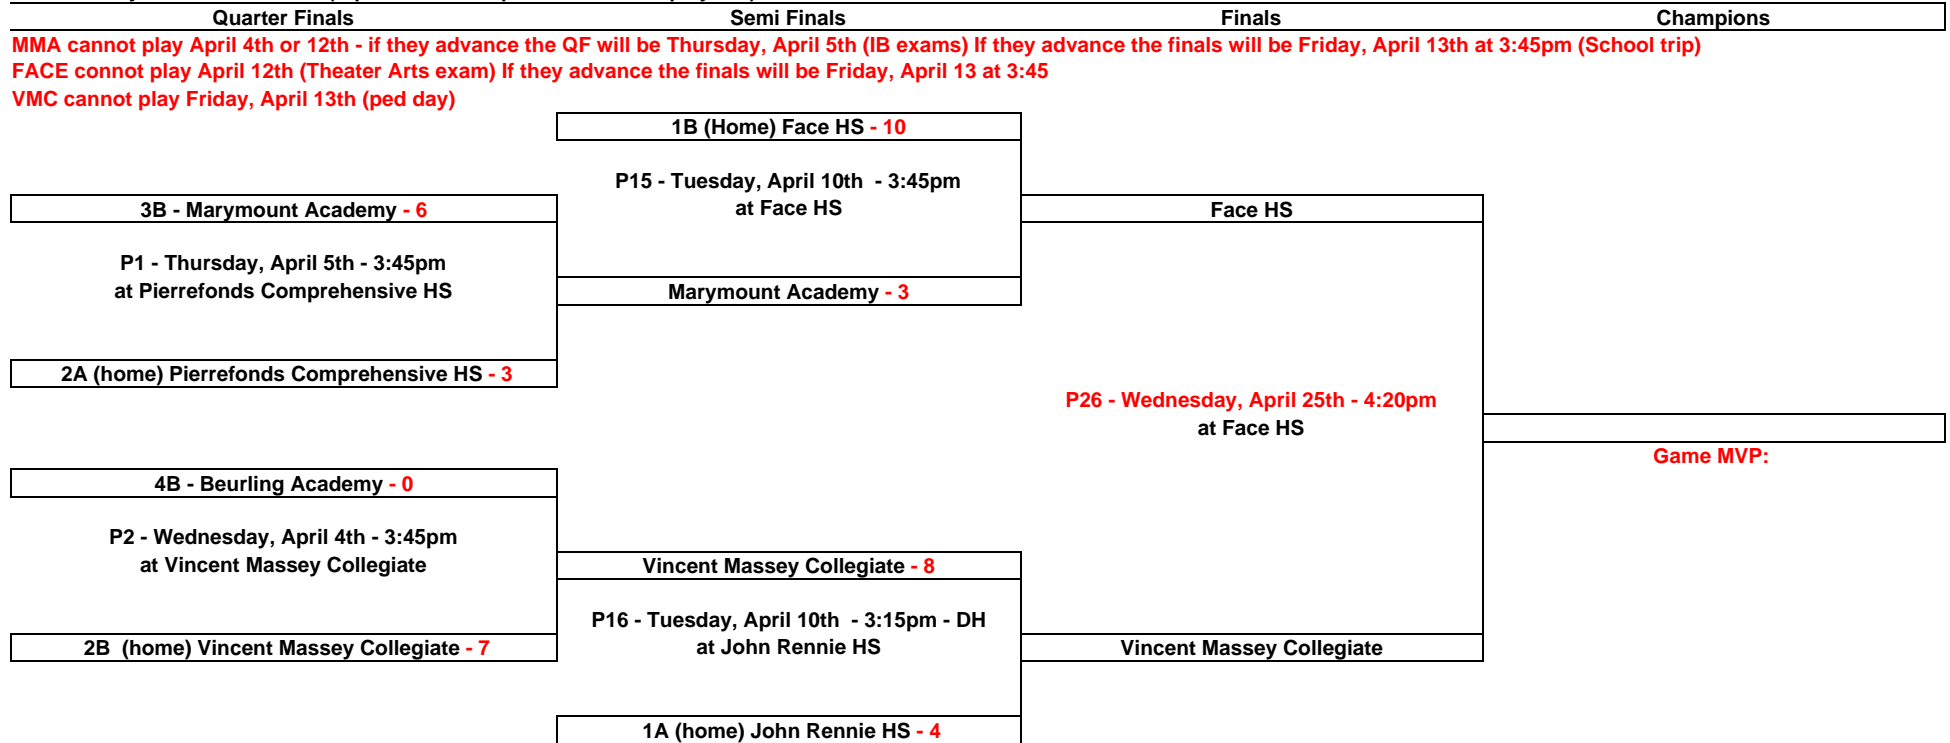 Quarter Finals Semi Finals Finals Champions
MMA cannot play April 4th or 12th - if they advance the QF will be Thursday, April 5th (IB exams) If they advance the finals will be Friday, April 13th at 3:45pm (School trip)
FACE connot play April 12th (Theater Arts exam) If they advance the finals will be Friday, April 13 at 3:45
VMC cannot play Friday, April 13th (ped day)
1B (Home) Face HS - 10
P15 - Tuesday, April 10th - 3:45pm
at Face HS
3B - Marymount Academy - 6
Face HS
P1 - Thursday, April 5th - 3:45pm
at Pierrefonds Comprehensive HS
Marymount Academy - 3
2A (home) Pierrefonds Comprehensive HS - 3
P26 - Wednesday, April 25th - 4:20pm
at Face HS
Game MVP:
4B - Beurling Academy - 0
P2 - Wednesday, April 4th - 3:45pm
at Vincent Massey Collegiate
Vincent Massey Collegiate - 8
P16 - Tuesday, April 10th - 3:15pm - DH
at John Rennie HS
2B (home) Vincent Massey Collegiate - 7
Vincent Massey Collegiate
1A (home) John Rennie HS - 4